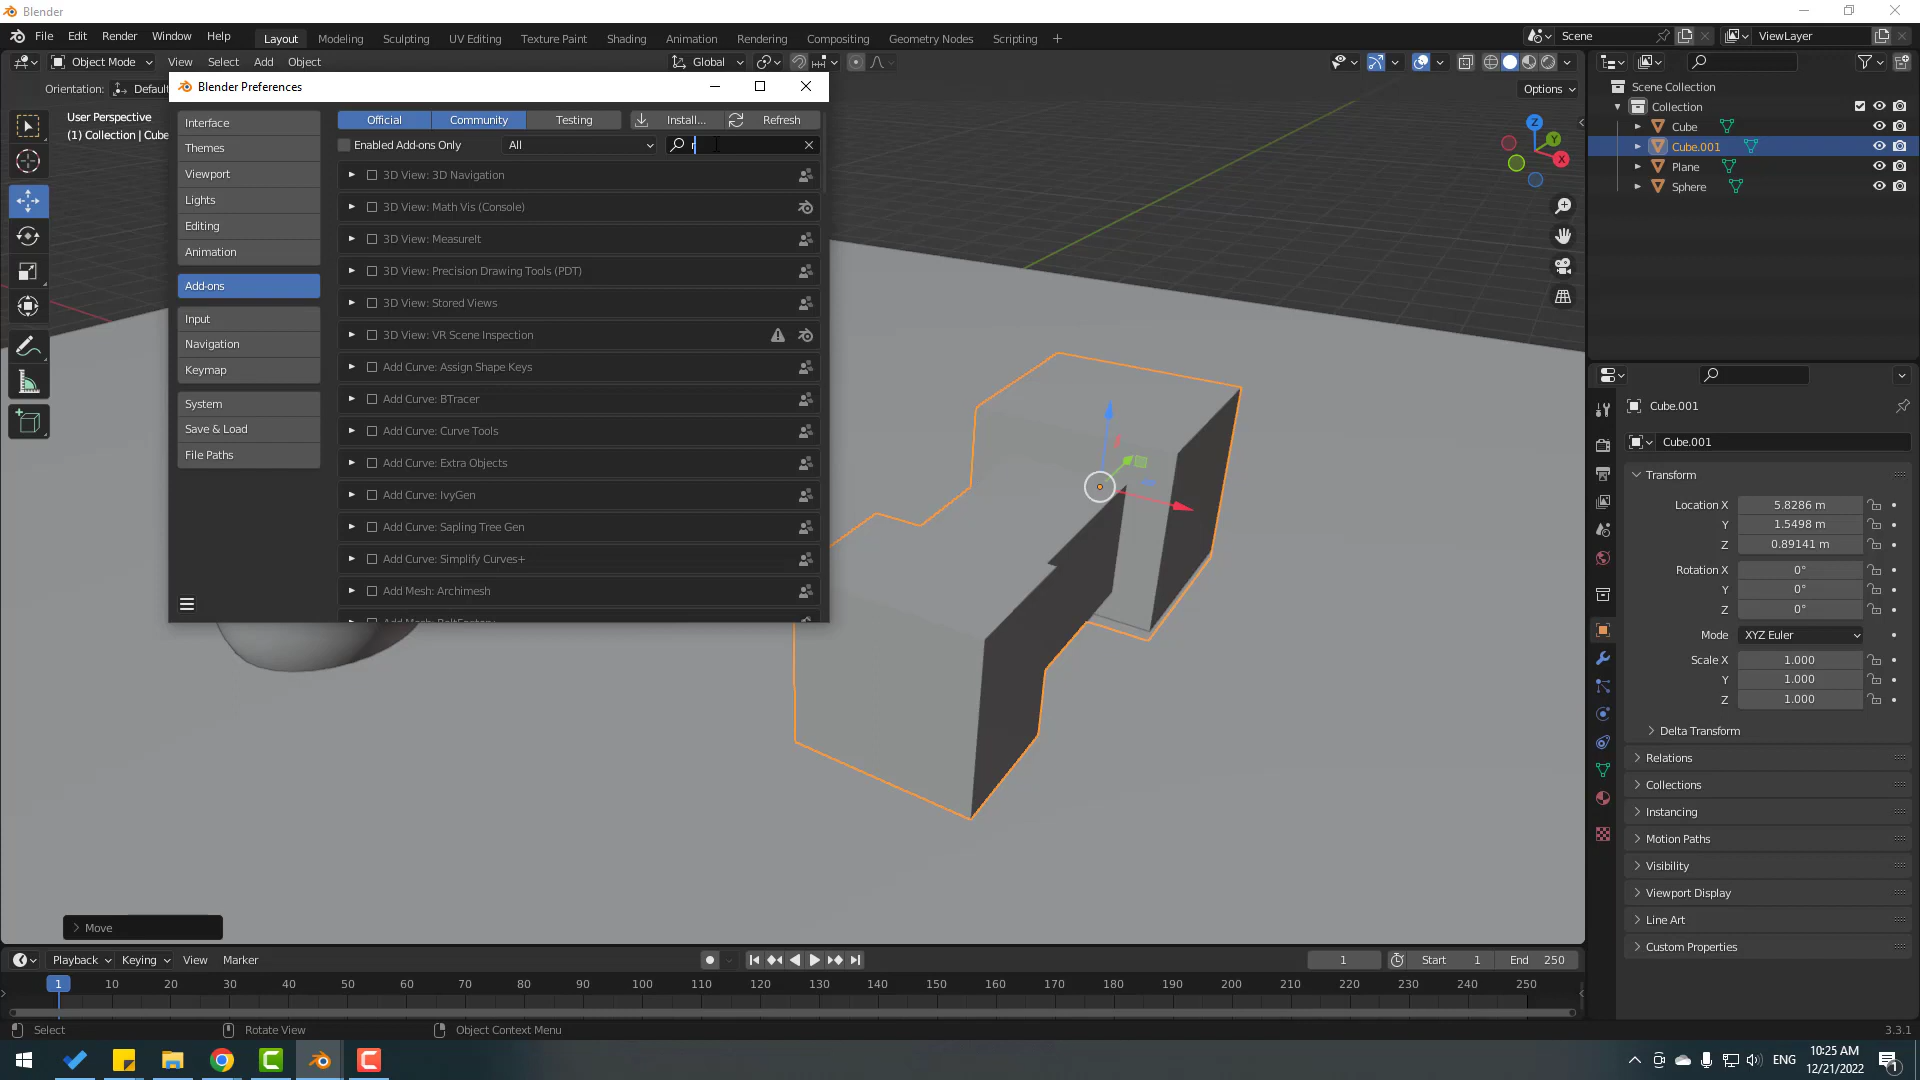 Blender
File Edit Render Window Help Layout Modeling Sculpting UV Editing Texture Paint Shading Animation Rendering Compositing Geometry Nodes Scripting + Scene ViewLayer
Object Mode View Select Add Object Global
Orientation: Default Options
User Perspective
(1) Collection | Cube
Blender Preferences
Interface
Themes
Viewport
Lights
Editing
Animation
Add-ons
Input
Navigation
Keymap
System
Save & Load
File Paths
Official Community Testing Install... Refresh
Enabled Add-ons Only All r
3D View: 3D Navigation
3D View: Math Vis (Console)
3D View: MeasureIt
3D View: Precision Drawing Tools (PDT)
3D View: Stored Views
3D View: VR Scene Inspection
Add Curve: Assign Shape Keys
Add Curve: BTracer
Add Curve: Curve Tools
Add Curve: Extra Objects
Add Curve: IvyGen
Add Curve: Sapling Tree Gen
Add Curve: Simplify Curves+
Add Mesh: Archimesh
Z
Y
X
Scene Collection
Collection
Cube
Cube.001
Plane
Sphere
Cube.001
Cube.001
Transform
Location X 5.8286 m
Y 1.5498 m
Z 0.89141 m
Rotation X 0°
Y 0°
Z 0°
Mode XYZ Euler
Scale X 1.000
Y 1.000
Z 1.000
Delta Transform
Relations
Collections
Instancing
Motion Paths
Visibility
Viewport Display
Line Art
Custom Properties
Move
Playback Keying View Marker 1 Start 1 End 250
1 10 20 30 40 50 60 70 80 90 100 110 120 130 140 150 160 170 180 190 200 210 220 230 240 250
Select Rotate View Object Context Menu 3.3.1
ENG 10:25 AM
12/21/2022
1